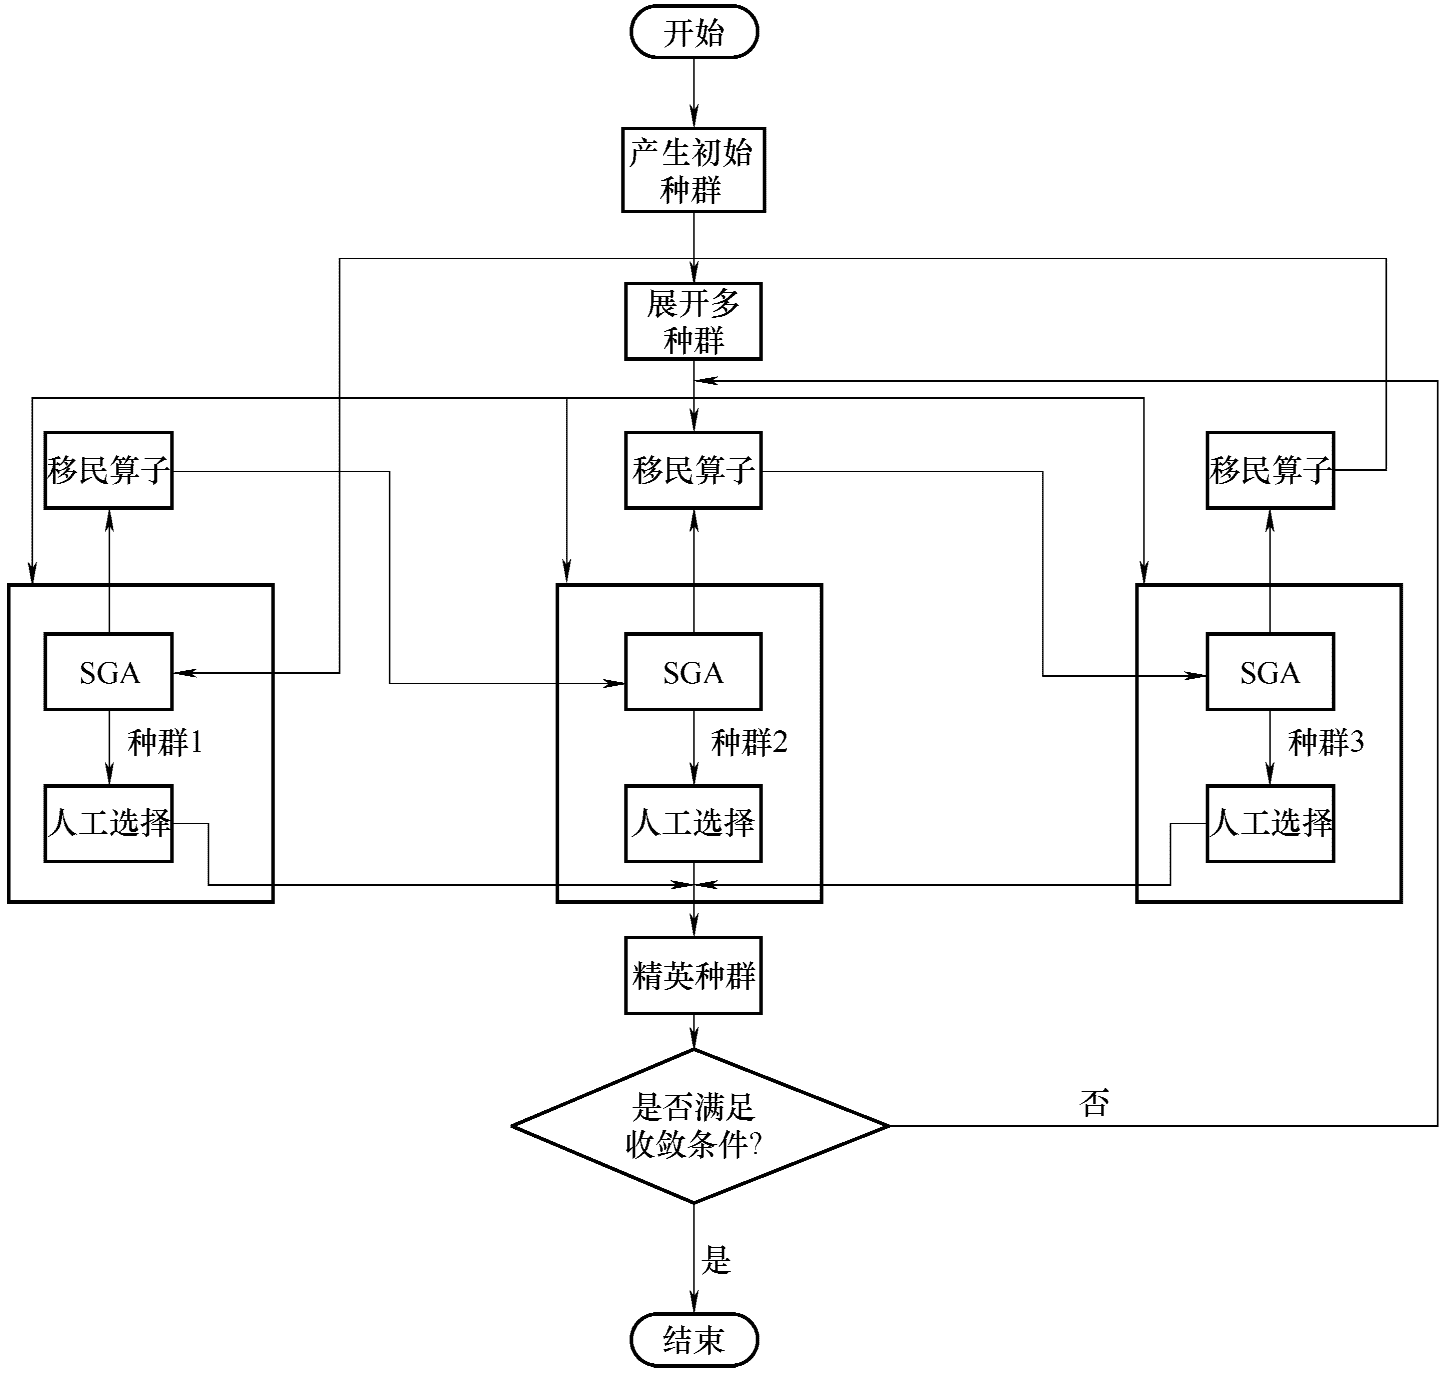 开始
产生初始
种群
展开多
种群
移民算子
移民算子
移民算子
SGA
SGA
SGA
种群1
种群2
种群3
人工选择
人工选择
人工选择
精英种群
是否满足
收敛条件?
否
是
结束